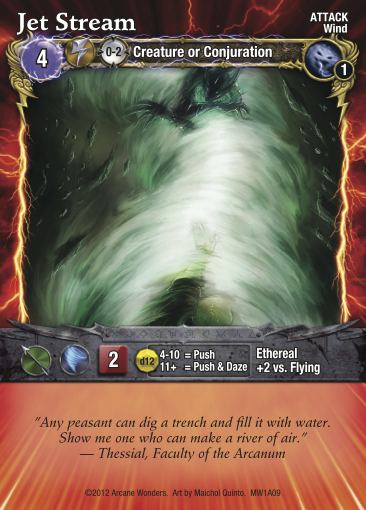 Jet Stream
ATTACK
Wind
4
0-2
Creature or Conjuration
1
2
d12
4-10 = Push
11+ = Push & Daze
Ethereal
+2 vs. Flying
"Any peasant can dig a trench and fill it with water.
Show me one who can make a river of air."
— Thessial, Faculty of the Arcanum
©2012 Arcane Wonders. Art by Maichol Quinto. MW1A09